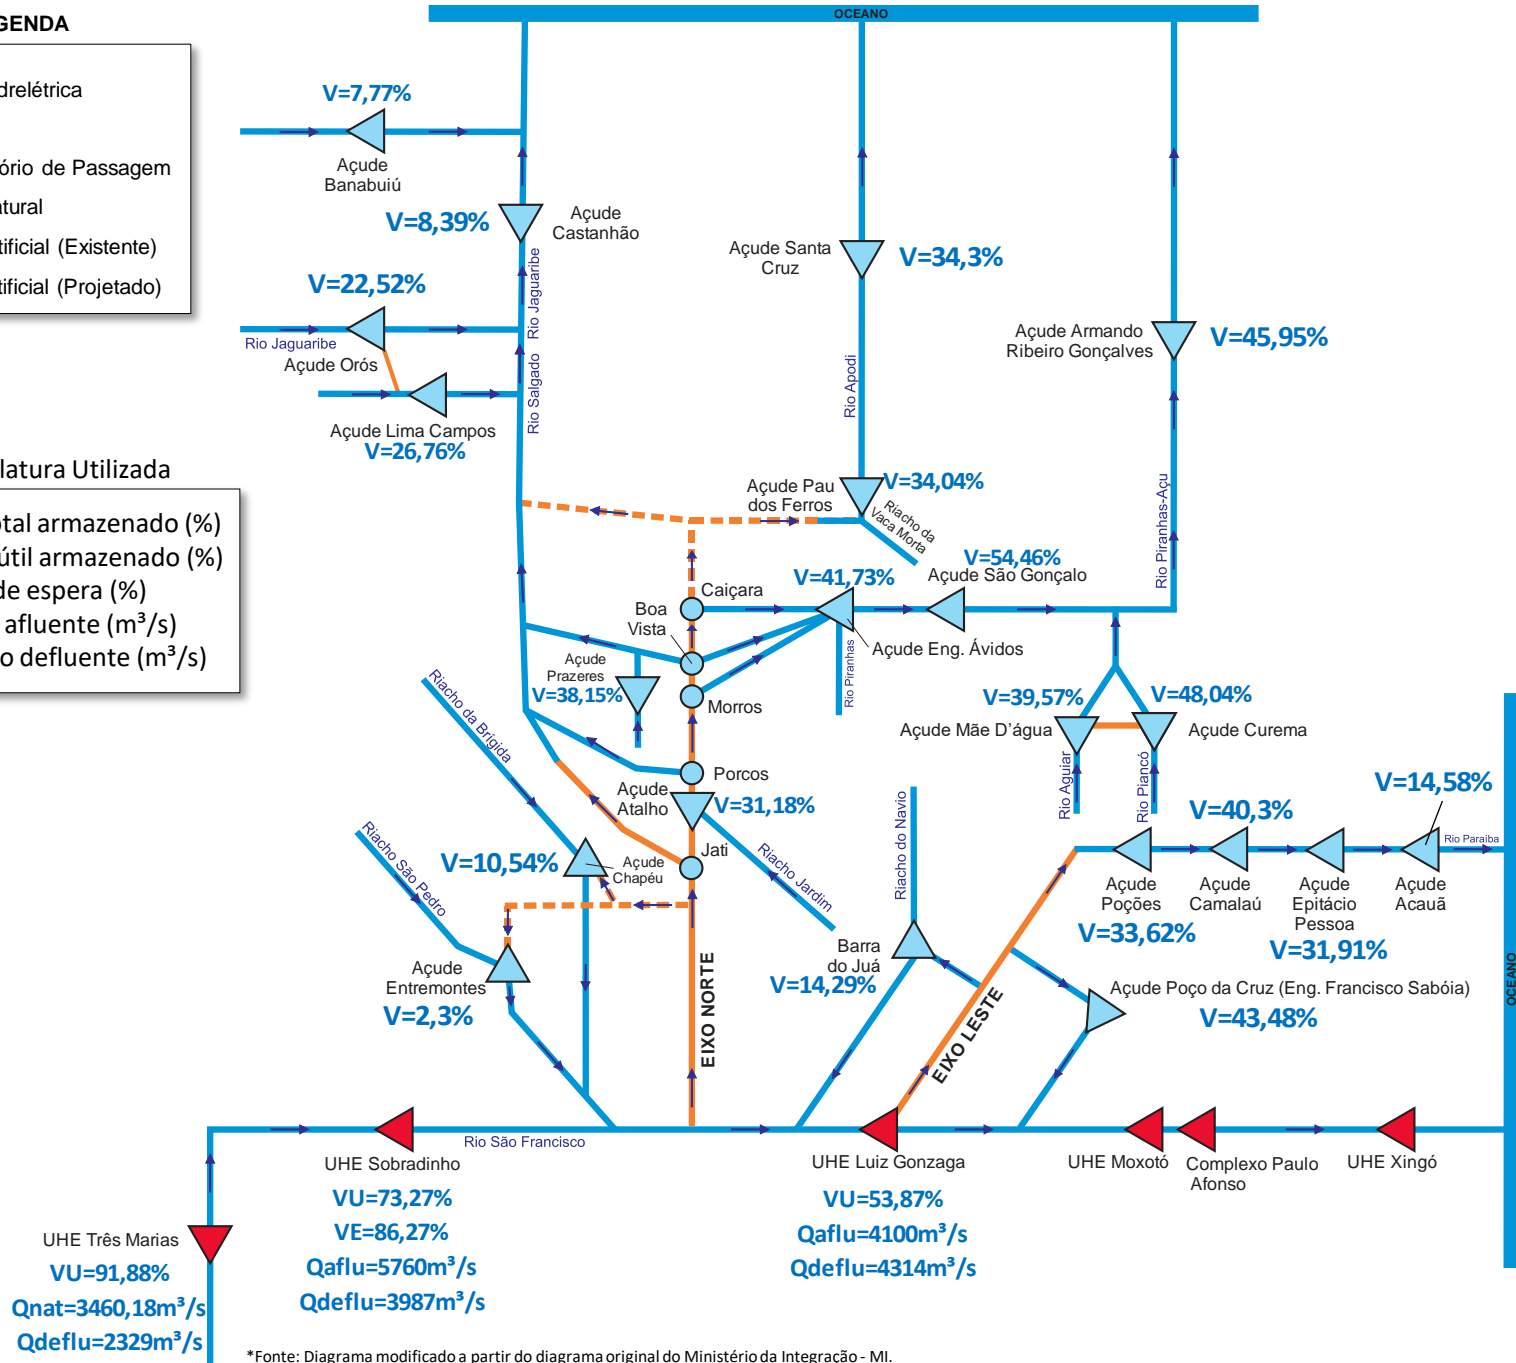 GENDA
drelétrica
ório de Passagem
atural
tificial (Existente)
tificial (Projetado)
latura Utilizada
otal armazenado (%)
útil armazenado (%)
de espera (%)
afluente (m³/s)
o defluente (m³/s)
OCEANO
V=7,77%
Açude
Banabuiú
V=8,39%
Açude
Castanhão
Rio Jaguaribe
V=22,52%
Rio Jaguaribe
Açude Orós
Rio Salgado
Açude Lima Campos
V=26,76%
Açude Santa
Cruz
V=34,3%
Rio Apodi
Açude Armando
Ribeiro Gonçalves
V=45,95%
Rio Piranhas-Açu
Açude Pau
dos Ferros
V=34,04%
Riacho da
Vaca Morta
V=54,46%
Açude São Gonçalo
V=41,73%
Açude Eng. Ávidos
Rio Piranhas
Caiçara
Boa
Vista
Morros
Açude
Prazeres
V=38,15%
Porcos
Açude
Atalho
V=31,18%
Jati
Riacho Jardim
Riacho da Brígida
Riacho São Pedro
V=10,54%
Açude
Chapéu
Açude
Entremontes
V=2,3%
EIXO NORTE
V=39,57%
Açude Mãe D'água
V=48,04%
Açude Curema
Rio Aguiar
Rio Piancó
V=14,58%
V=40,3%
Rio Paraíba
Açude
Poções
V=33,62%
Açude
Camalaú
Açude
Epitácio
Pessoa
V=31,91%
Açude
Acauã
Riacho do Navio
Barra
do Juá
V=14,29%
EIXO LESTE
Açude Poço da Cruz (Eng. Francisco Sabóia)
V=43,48%
OCEANO
Rio São Francisco
UHE Sobradinho
VU=73,27%
VE=86,27%
Qaflu=5760m³/s
Qdeflu=3987m³/s
UHE Luiz Gonzaga
VU=53,87%
Qaflu=4100m³/s
Qdeflu=4314m³/s
UHE Moxotó
Complexo Paulo
Afonso
UHE Xingó
UHE Três Marias
VU=91,88%
Qnat=3460,18m³/s
Qdeflu=2329m³/s
*Fonte: Diagrama modificado a partir do diagrama original do Ministério da Integração - MI.